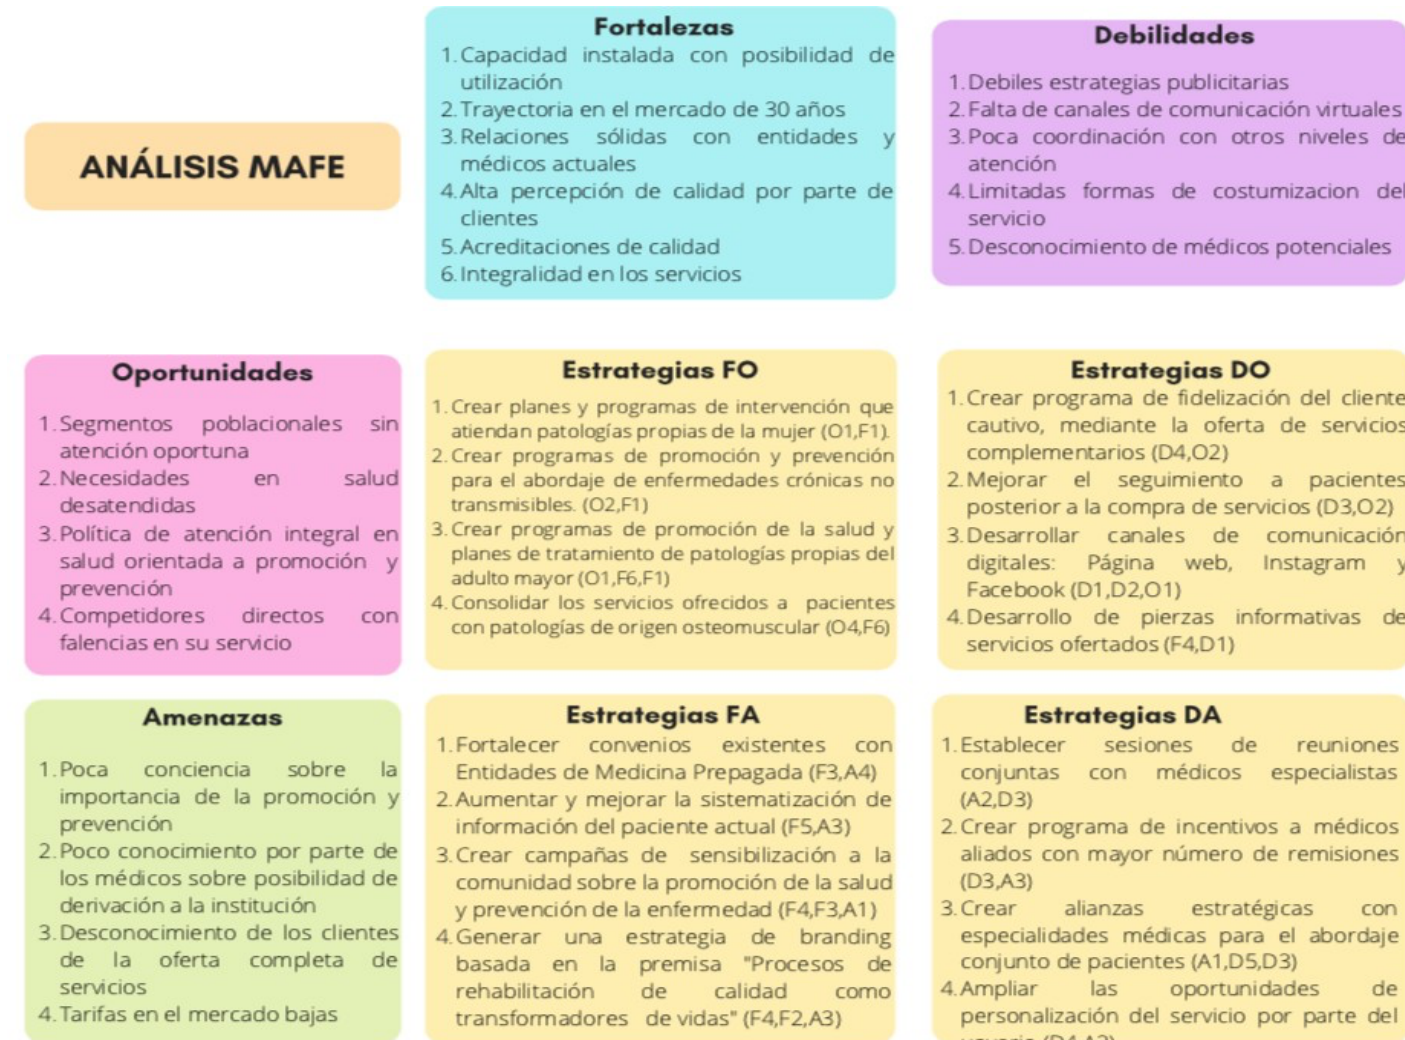 ANÁLISIS MAFE
Fortalezas
1. Capacidad instalada con posibilidad de
utilización
2. Trayectoria en el mercado de 30 años
3. Relaciones sólidas con entidades y
médicos actuales
4. Alta percepción de calidad por parte de
clientes
5. Acreditaciones de calidad
6. Integralidad en los servicios
Debilidades
1. Debiles estrategias publicitarias
2. Falta de canales de comunicación virtuales
3. Poca coordinación con otros niveles de
atención
4. Limitadas formas de costumizacion del
servicio
5. Desconocimiento de médicos potenciales
Oportunidades
1. Segmentos poblacionales sin
atención oportuna
2. Necesidades en salud
desatendidas
3. Política de atención integral en
salud orientada a promoción y
prevención
4. Competidores directos con
falencias en su servicio
Estrategias FO
1. Crear planes y programas de intervención que
atiendan patologías propias de la mujer (O1,F1).
2. Crear programas de promoción y prevención
para el abordaje de enfermedades crónicas no
transmisibles. (O2,F1)
3. Crear programas de promoción de la salud y
planes de tratamiento de patologías propias del
adulto mayor (O1,F6,F1)
4. Consolidar los servicios ofrecidos a pacientes
con patologías de origen osteomuscular (O4,F6)
Estrategias DO
1. Crear programa de fidelización del cliente
cautivo, mediante la oferta de servicios
complementarios (D4,O2)
2. Mejorar el seguimiento a pacientes
posterior a la compra de servicios (D3,O2)
3. Desarrollar canales de comunicación
digitales: Página web, Instagram y
Facebook (D1,D2,O1)
4. Desarrollo de pierzas informativas de
servicios ofertados (F4,D1)
Amenazas
1. Poca conciencia sobre la
importancia de la promoción y
prevención
2. Poco conocimiento por parte de
los médicos sobre posibilidad de
derivación a la institución
3. Desconocimiento de los clientes
de la oferta completa de
servicios
4. Tarifas en el mercado bajas
Estrategias FA
1. Fortalecer convenios existentes con
Entidades de Medicina Prepagada (F3,A4)
2. Aumentar y mejorar la sistematización de
información del paciente actual (F5,A3)
3. Crear campañas de sensibilización a la
comunidad sobre la promoción de la salud
y prevención de la enfermedad (F4,F3,A1)
4. Generar una estrategia de branding
basada en la premisa "Procesos de
rehabilitación de calidad como
transformadores de vidas" (F4,F2,A3)
Estrategias DA
1. Establecer sesiones de reuniones
conjuntas con médicos especialistas
(A2,D3)
2. Crear programa de incentivos a médicos
aliados con mayor número de remisiones
(D3,A3)
3. Crear alianzas estratégicas con
especialidades médicas para el abordaje
conjunto de pacientes (A1,D5,D3)
4. Ampliar las oportunidades de
personalización del servicio por parte del